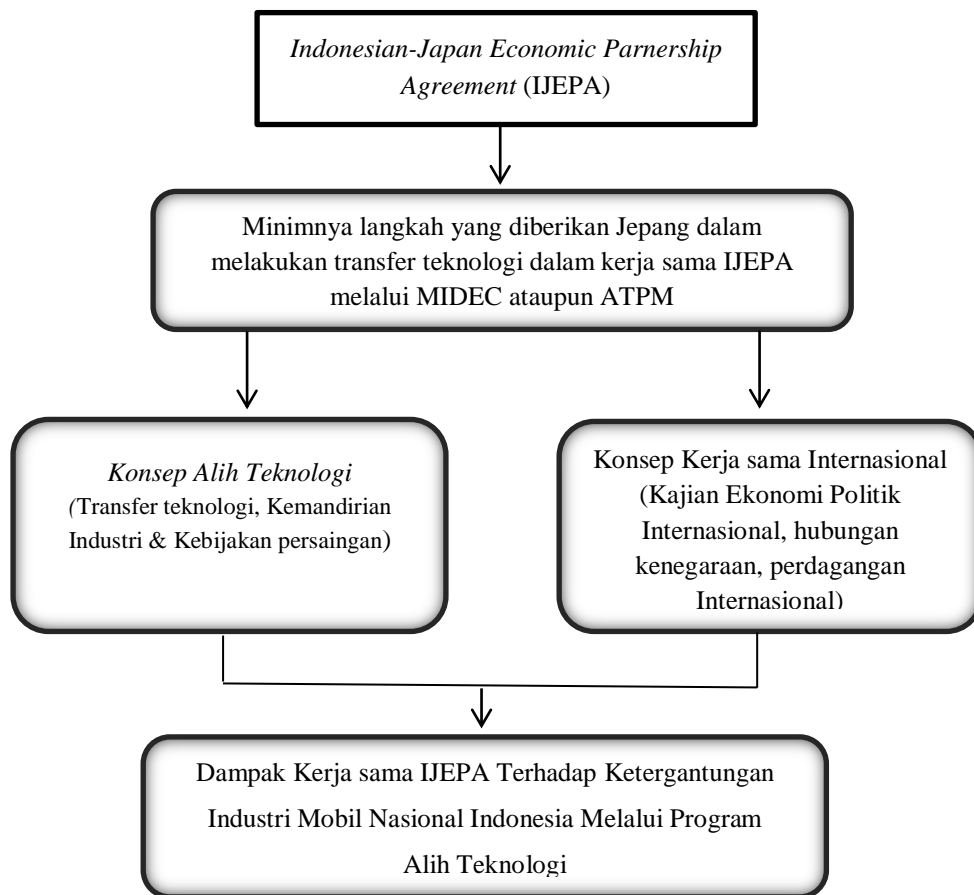 Indonesian-Japan Economic Parnership
Agreement (IJEPA)
Minimnya langkah yang diberikan Jepang dalam
melakukan transfer teknologi dalam kerja sama IJEPA
melalui MIDEC ataupun ATPM
Konsep Alih Teknologi
(Transfer teknologi, Kemandirian
Industri & Kebijakan persaingan)
Konsep Kerja sama Internasional
(Kajian Ekonomi Politik
Internasional, hubungan
kenegaraan, perdagangan
Internasional)
Dampak Kerja sama IJEPA Terhadap Ketergantungan
Industri Mobil Nasional Indonesia Melalui Program
Alih Teknologi